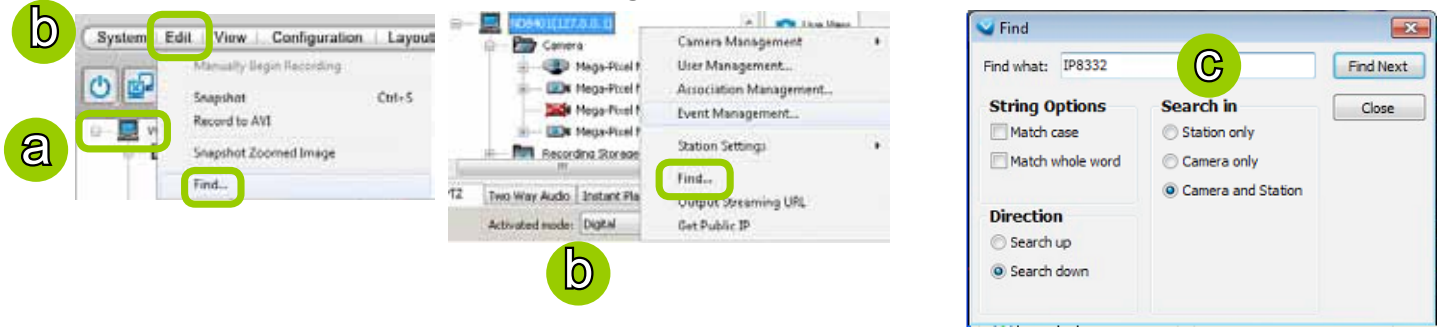 b
System Edit View Configuration Layout
Manually Begin Recording
Snapshot Ctrl+S
Record to AVI
Snapshot Zoomed Image
Find...
a
Camera
Mega-Pixel
Mega-Pixel
Mega-Pixel
Mega-Pixel
Recording Storage
Two Way Audio Instant Pla
Activated mode: Digital
Camera Management
User Management...
Association Management...
Event Management...
Station Settings
Find...
Output Streaming URL
Get Public IP
b
Find
Find what: IP8332 Find Next
c
Close
String Options
Match case
Match whole word
Direction
Search up
Search down
Search in
Station only
Camera only
Camera and Station